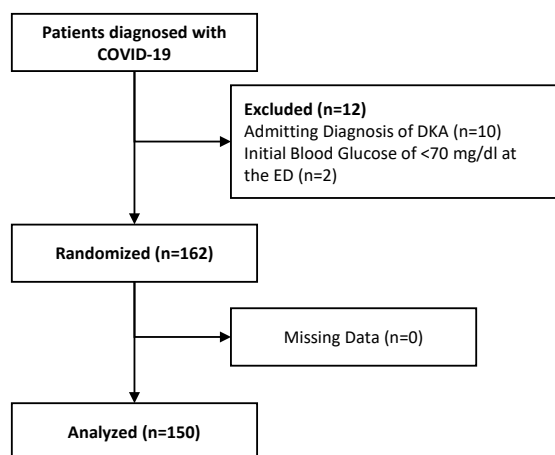 Patients diagnosed with
COVID-19
Excluded (n=12)
Admitting Diagnosis of DKA (n=10)
Initial Blood Glucose of <70 mg/dl at
the ED (n=2)
Randomized (n=162)
Missing Data (n=0)
Analyzed (n=150)